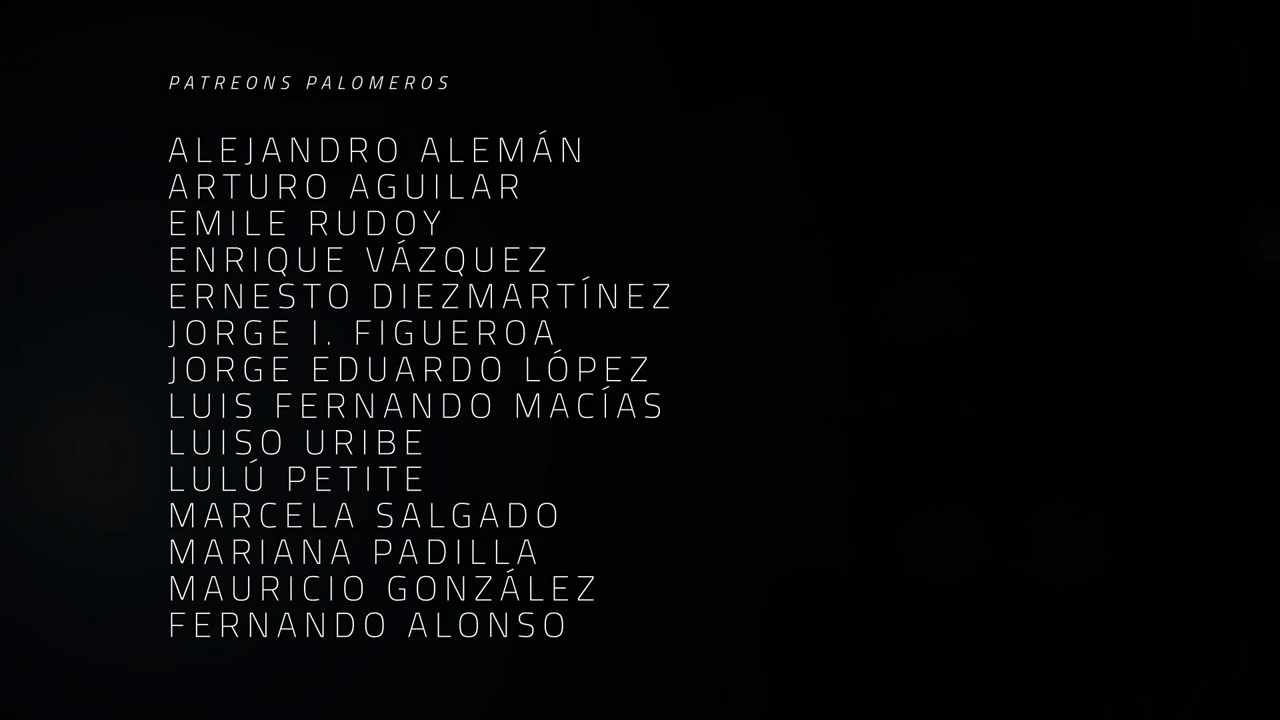 PATREONS PALOMEROS
ALEJANDRO ALEMÁN
ARTURO AGUILAR
EMILE RUDOY
ENRIQUE VÁZQUEZ
ERNESTO DIEZMARTÍNEZ
JORGE I. FIGUEROA
JORGE EDUARDO LÓPEZ
LUIS FERNANDO MACÍAS
LUISO URIBE
LULÚ PETITE
MARCELA SALGADO
MARIANA PADILLA
MAURICIO GONZÁLEZ
FERNANDO ALONSO